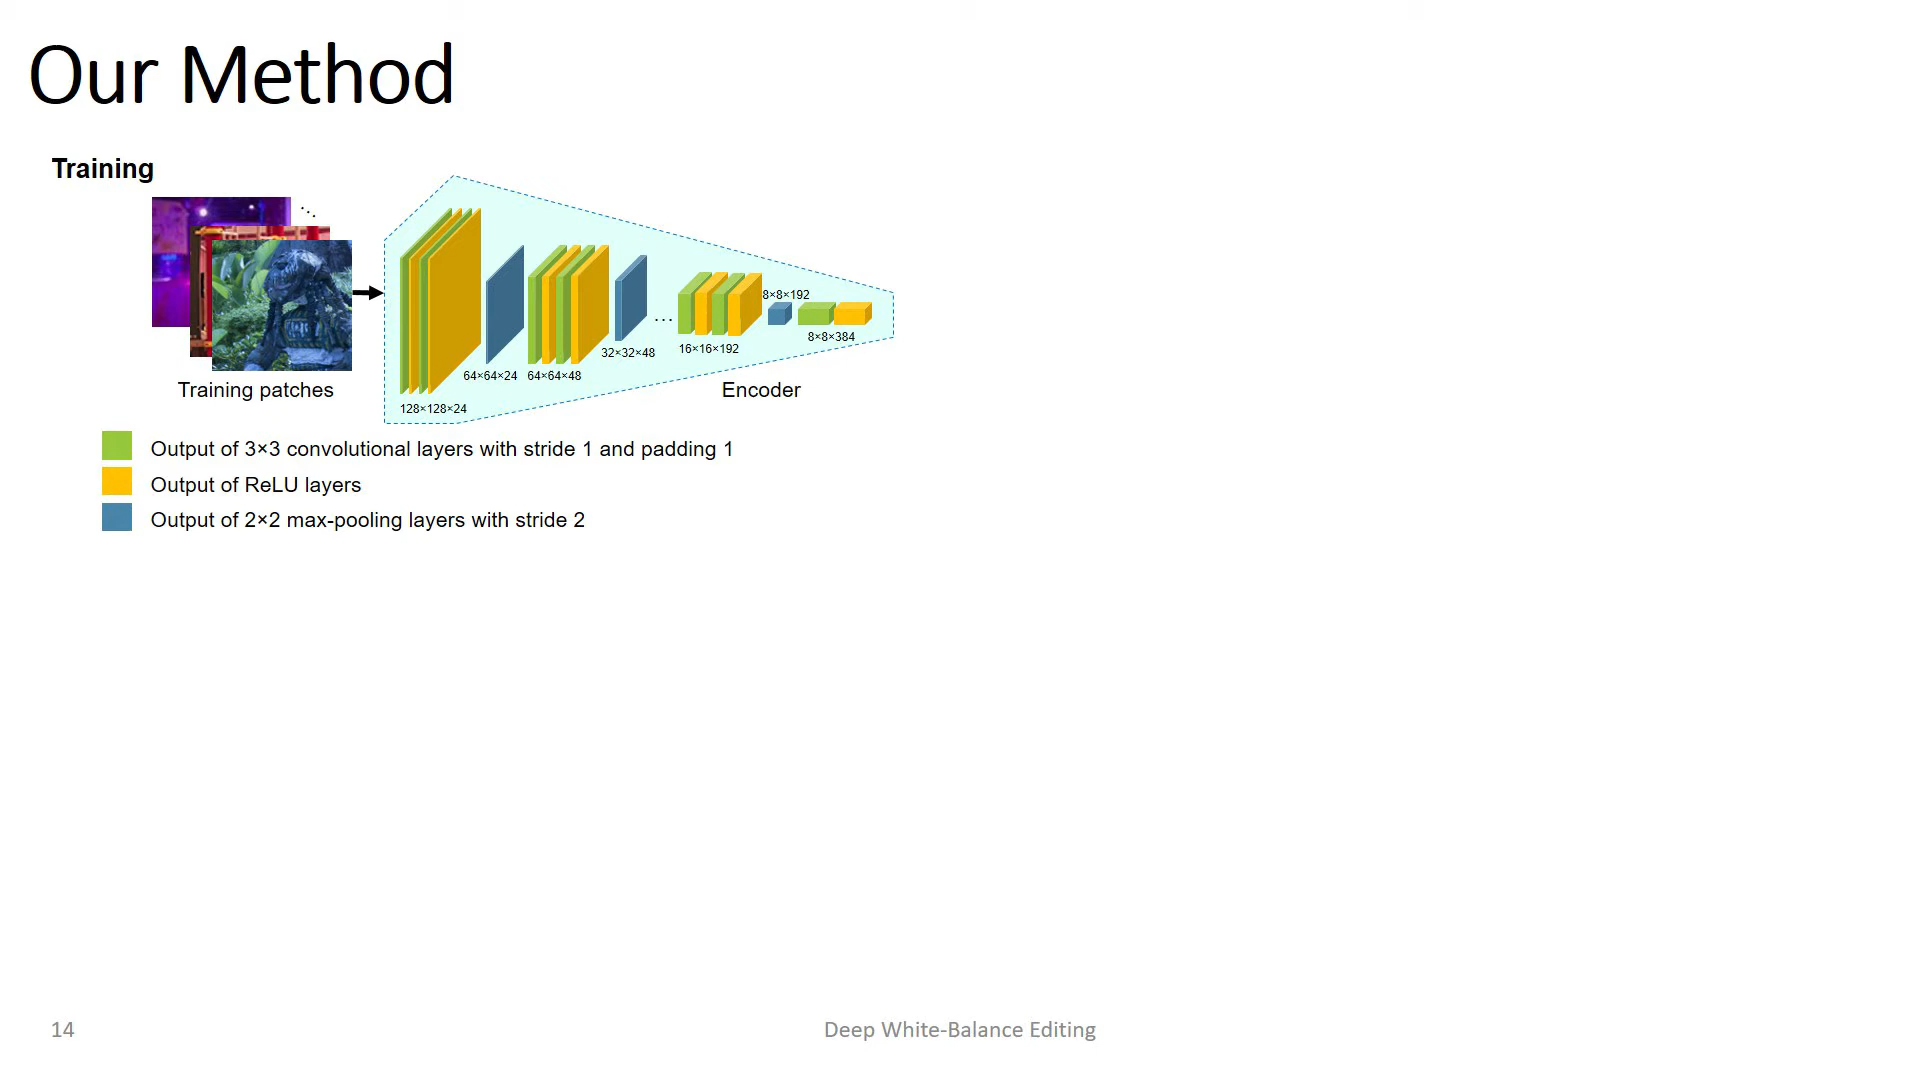 Our Method
Training
Training patches
128×128×24
64×64×24
64×64×48
32×32×48
...
16×16×192
8×8×192
8×8×384
Encoder
Output of 3×3 convolutional layers with stride 1 and padding 1
Output of ReLU layers
Output of 2×2 max-pooling layers with stride 2
14
Deep White-Balance Editing